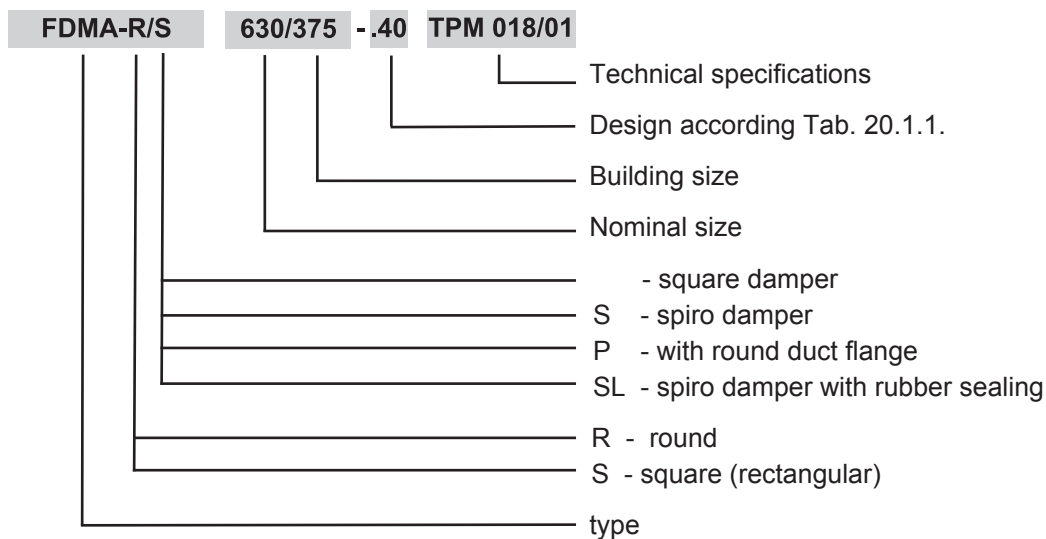 FDMA-R/S 630/375 - .40 TPM 018/01
Technical specifications
Design according Tab. 20.1.1.
Building size
Nominal size
- square damper
S - spiro damper
P - with round duct flange
SL - spiro damper with rubber sealing
R - round
S - square (rectangular)
type